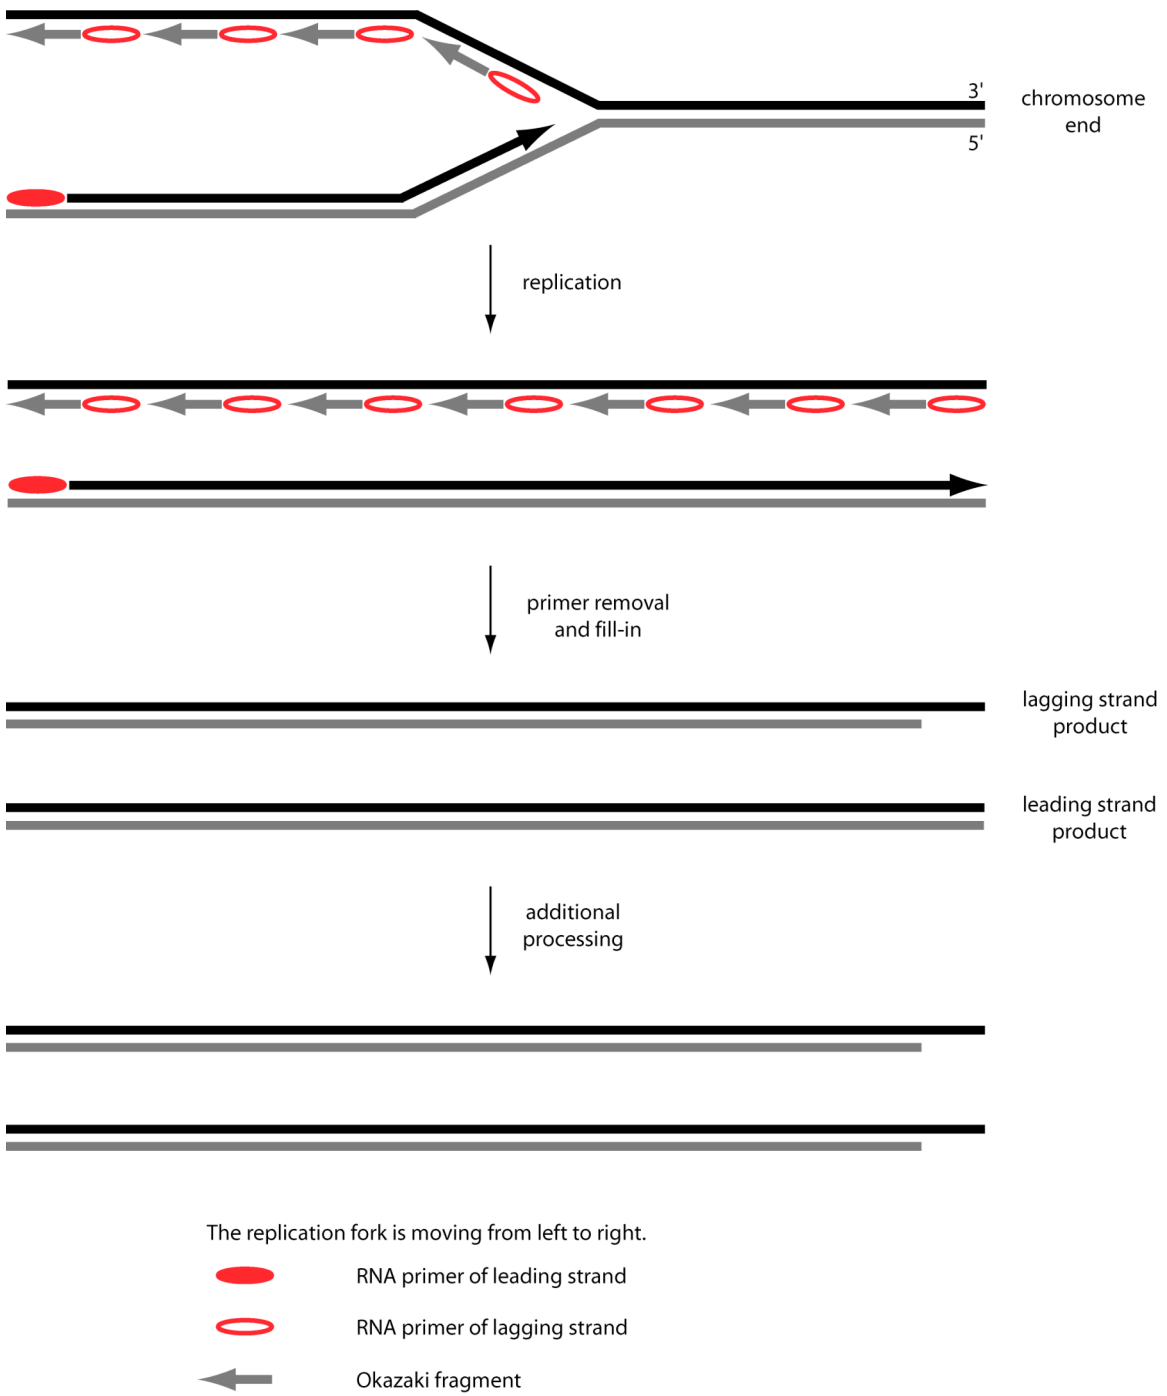 3'
chromosome
end
5'
replication
primer removal
and fill-in
lagging strand
product
leading strand
product
additional
processing
The replication fork is moving from left to right.
RNA primer of leading strand
RNA primer of lagging strand
Okazaki fragment